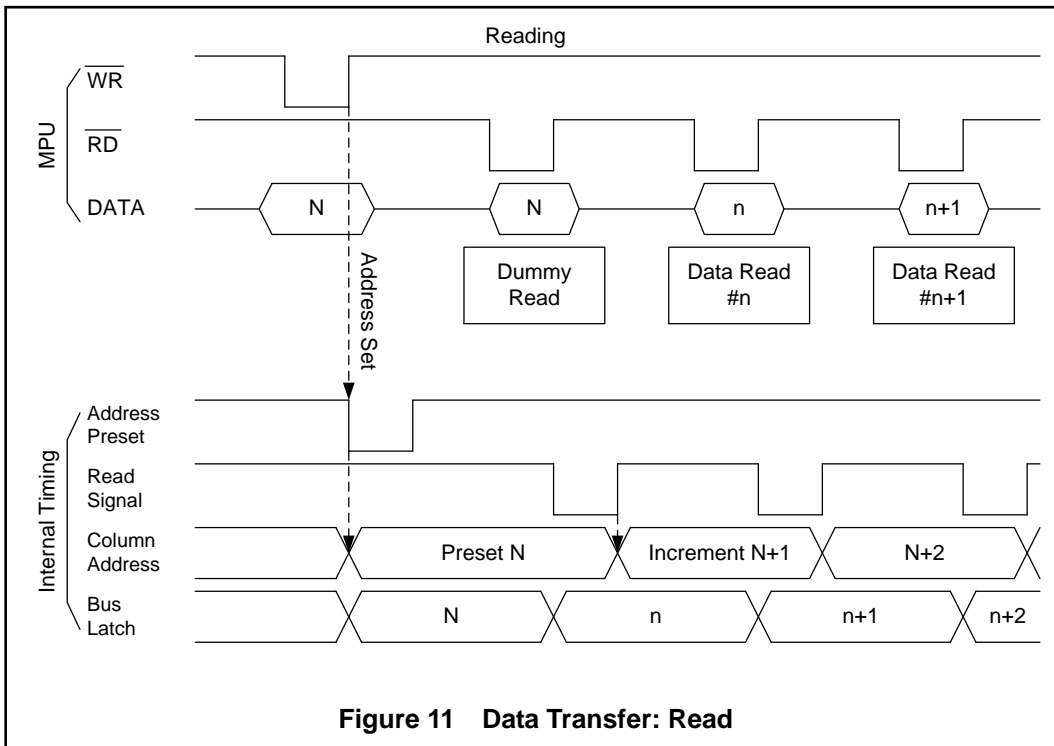 Reading
MPU
WR
RD
DATA
N
N
n
n+1
Dummy
Read
Data Read
#n
Data Read
#n+1
Address Set
Internal Timing
Address
Preset
Read
Signal
Column
Address
Preset N
Increment N+1
N+2
Bus
Latch
N
n
n+1
n+2
Figure 11 Data Transfer: Read